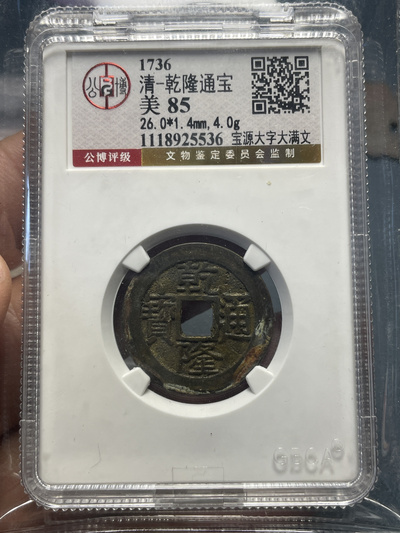 1736
清-乾隆通宝
美 85
26.0*1.4mm,4.0g
1118925536 宝源大字大满文
公博
公博评级
文物鉴定委员会监制
乾隆通寶
GBCA